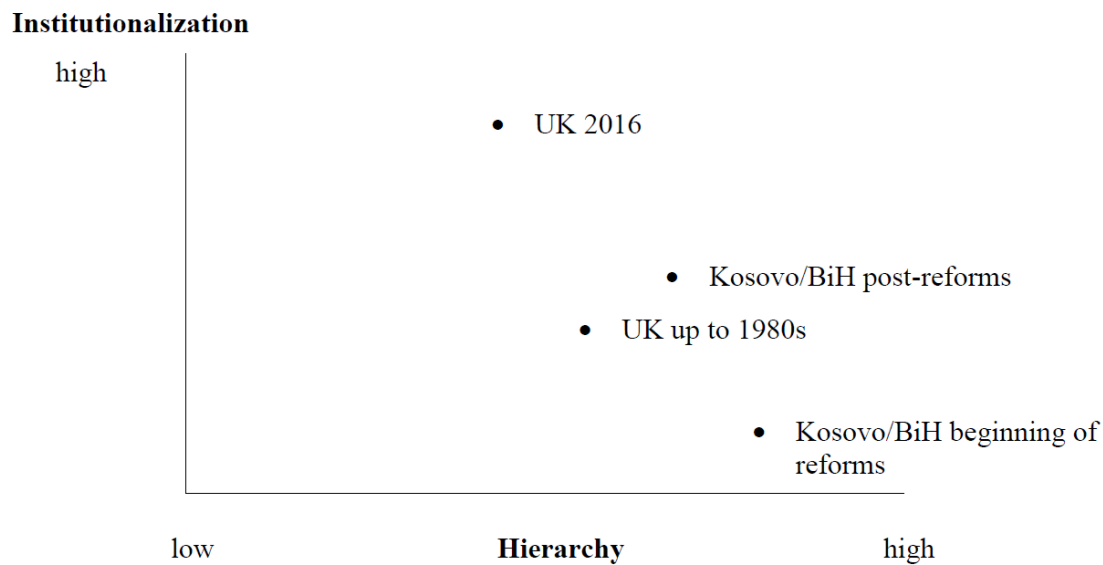 Institutionalization
high
• UK 2016
• Kosovo/BiH post-reforms
• UK up to 1980s
• Kosovo/BiH beginning of
reforms
low Hierarchy high